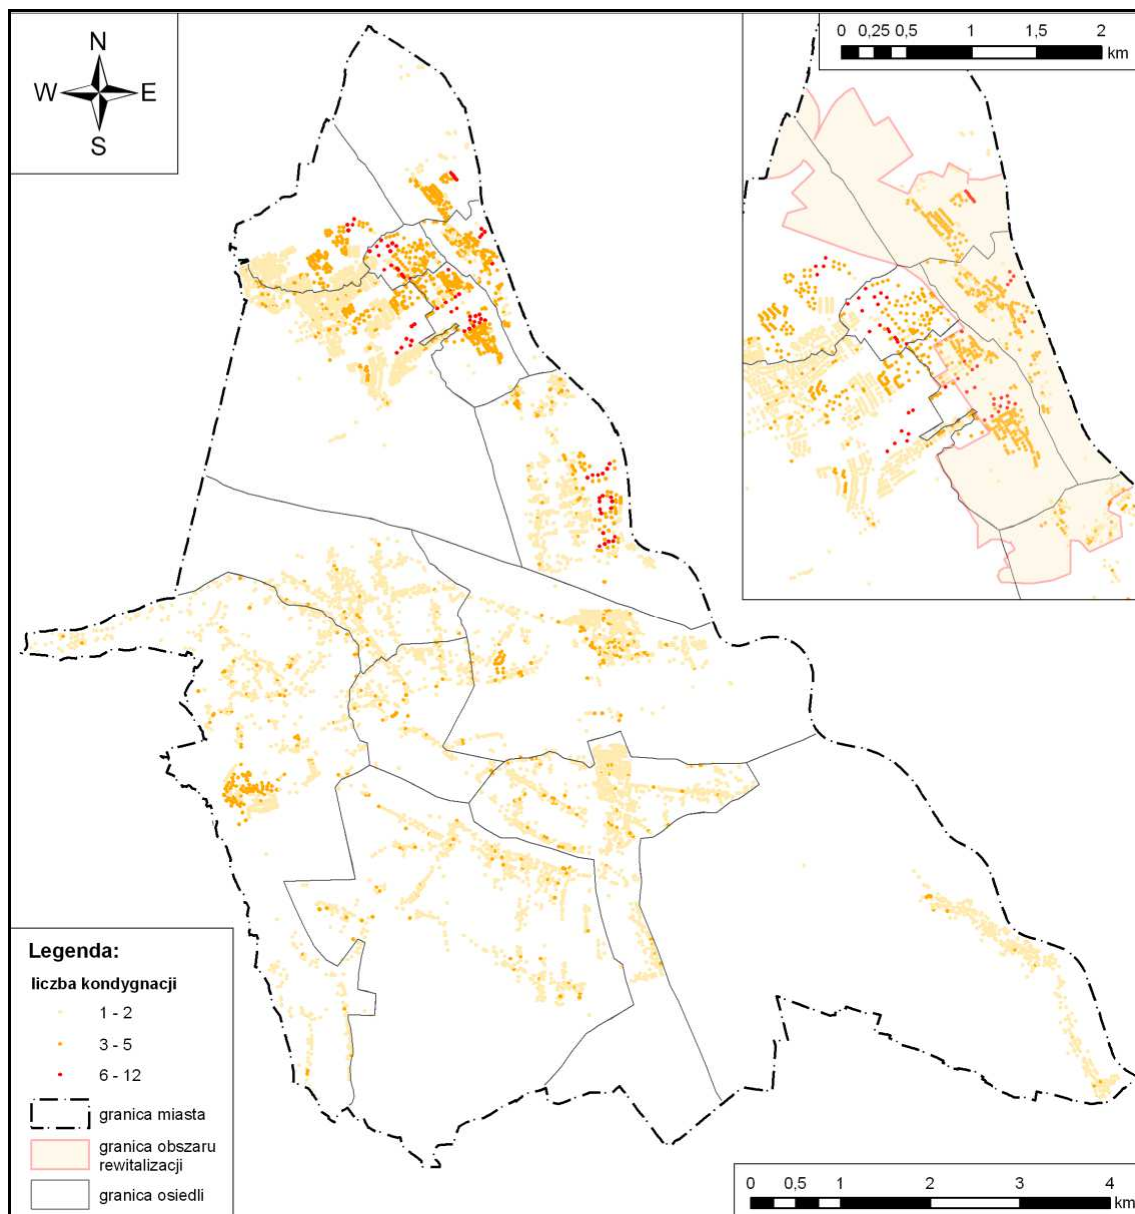 N
W E
S
0 0,25 0,5 1 1,5 2
km
Legenda:
liczba kondygnacji
1 - 2
3 - 5
6 - 12
granica miasta
granica obszaru
rewitalizacji
granica osiedli
0 0,5 1 2 3 4
km